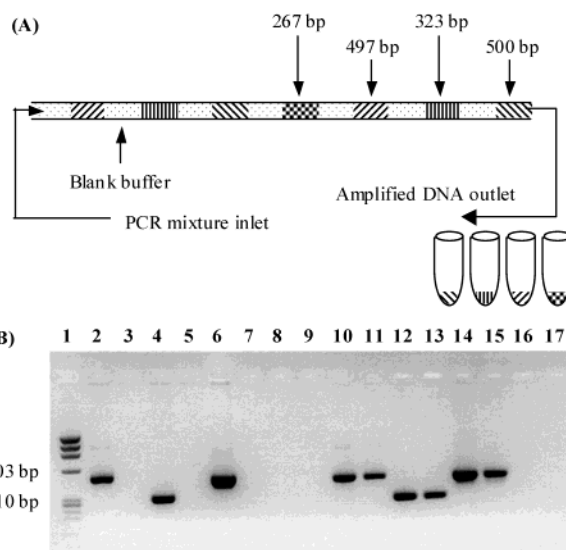 (A)
267 bp
323 bp
497 bp
500 bp
Blank buffer
Amplified DNA outlet
PCR mixture inlet
B)
1 2 3 4 5 6 7 8 9 10 11 12 13 14 15 16 17
03 bp
10 bp